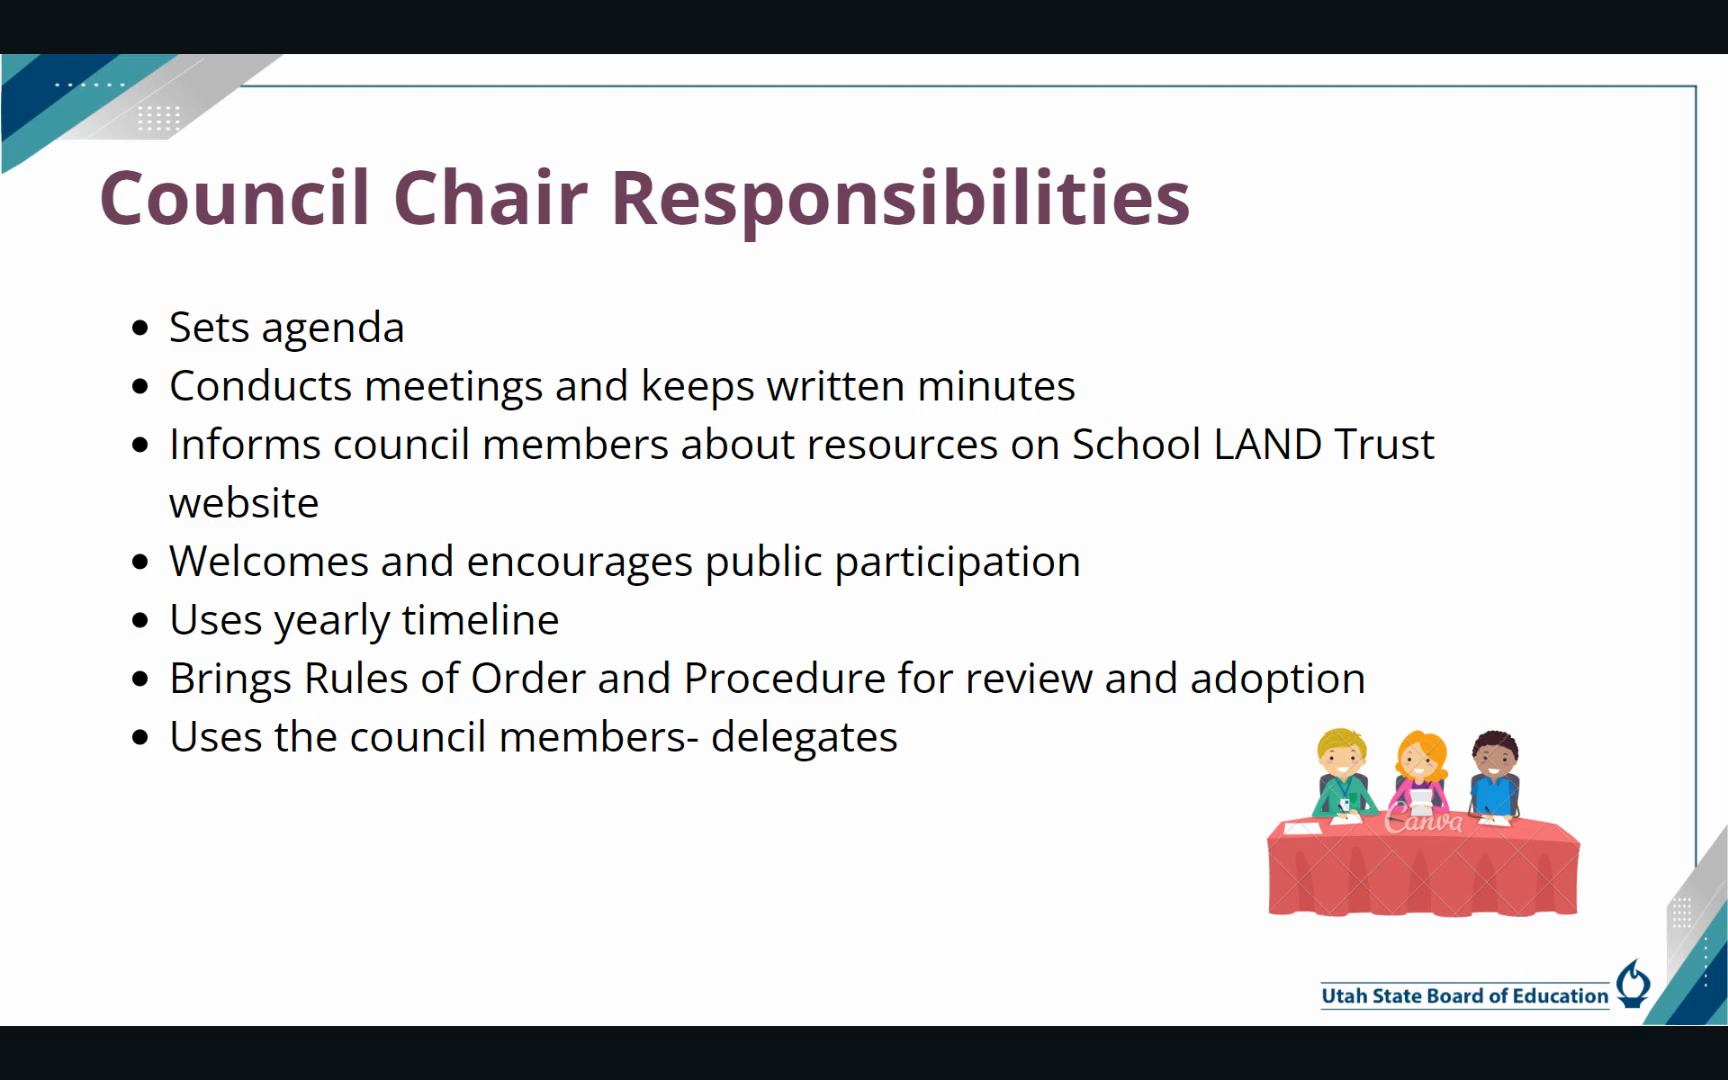 Council Chair Responsibilities
• Sets agenda
• Conducts meetings and keeps written minutes
• Informs council members about resources on School LAND Trust
website
• Welcomes and encourages public participation
• Uses yearly timeline
• Brings Rules of Order and Procedure for review and adoption
• Uses the council members- delegates
Canva
Utah State Board of Education